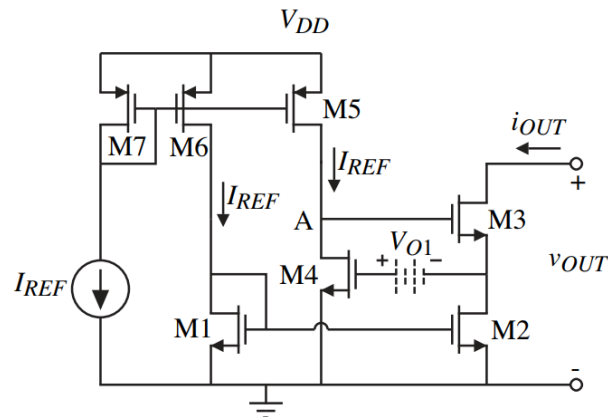 V_DD
M7
M6
M5
i_OUT
I_REF
I_REF
A
M3
+ V_O1 −
M4
+
v_OUT
I_REF
M1
M2
-